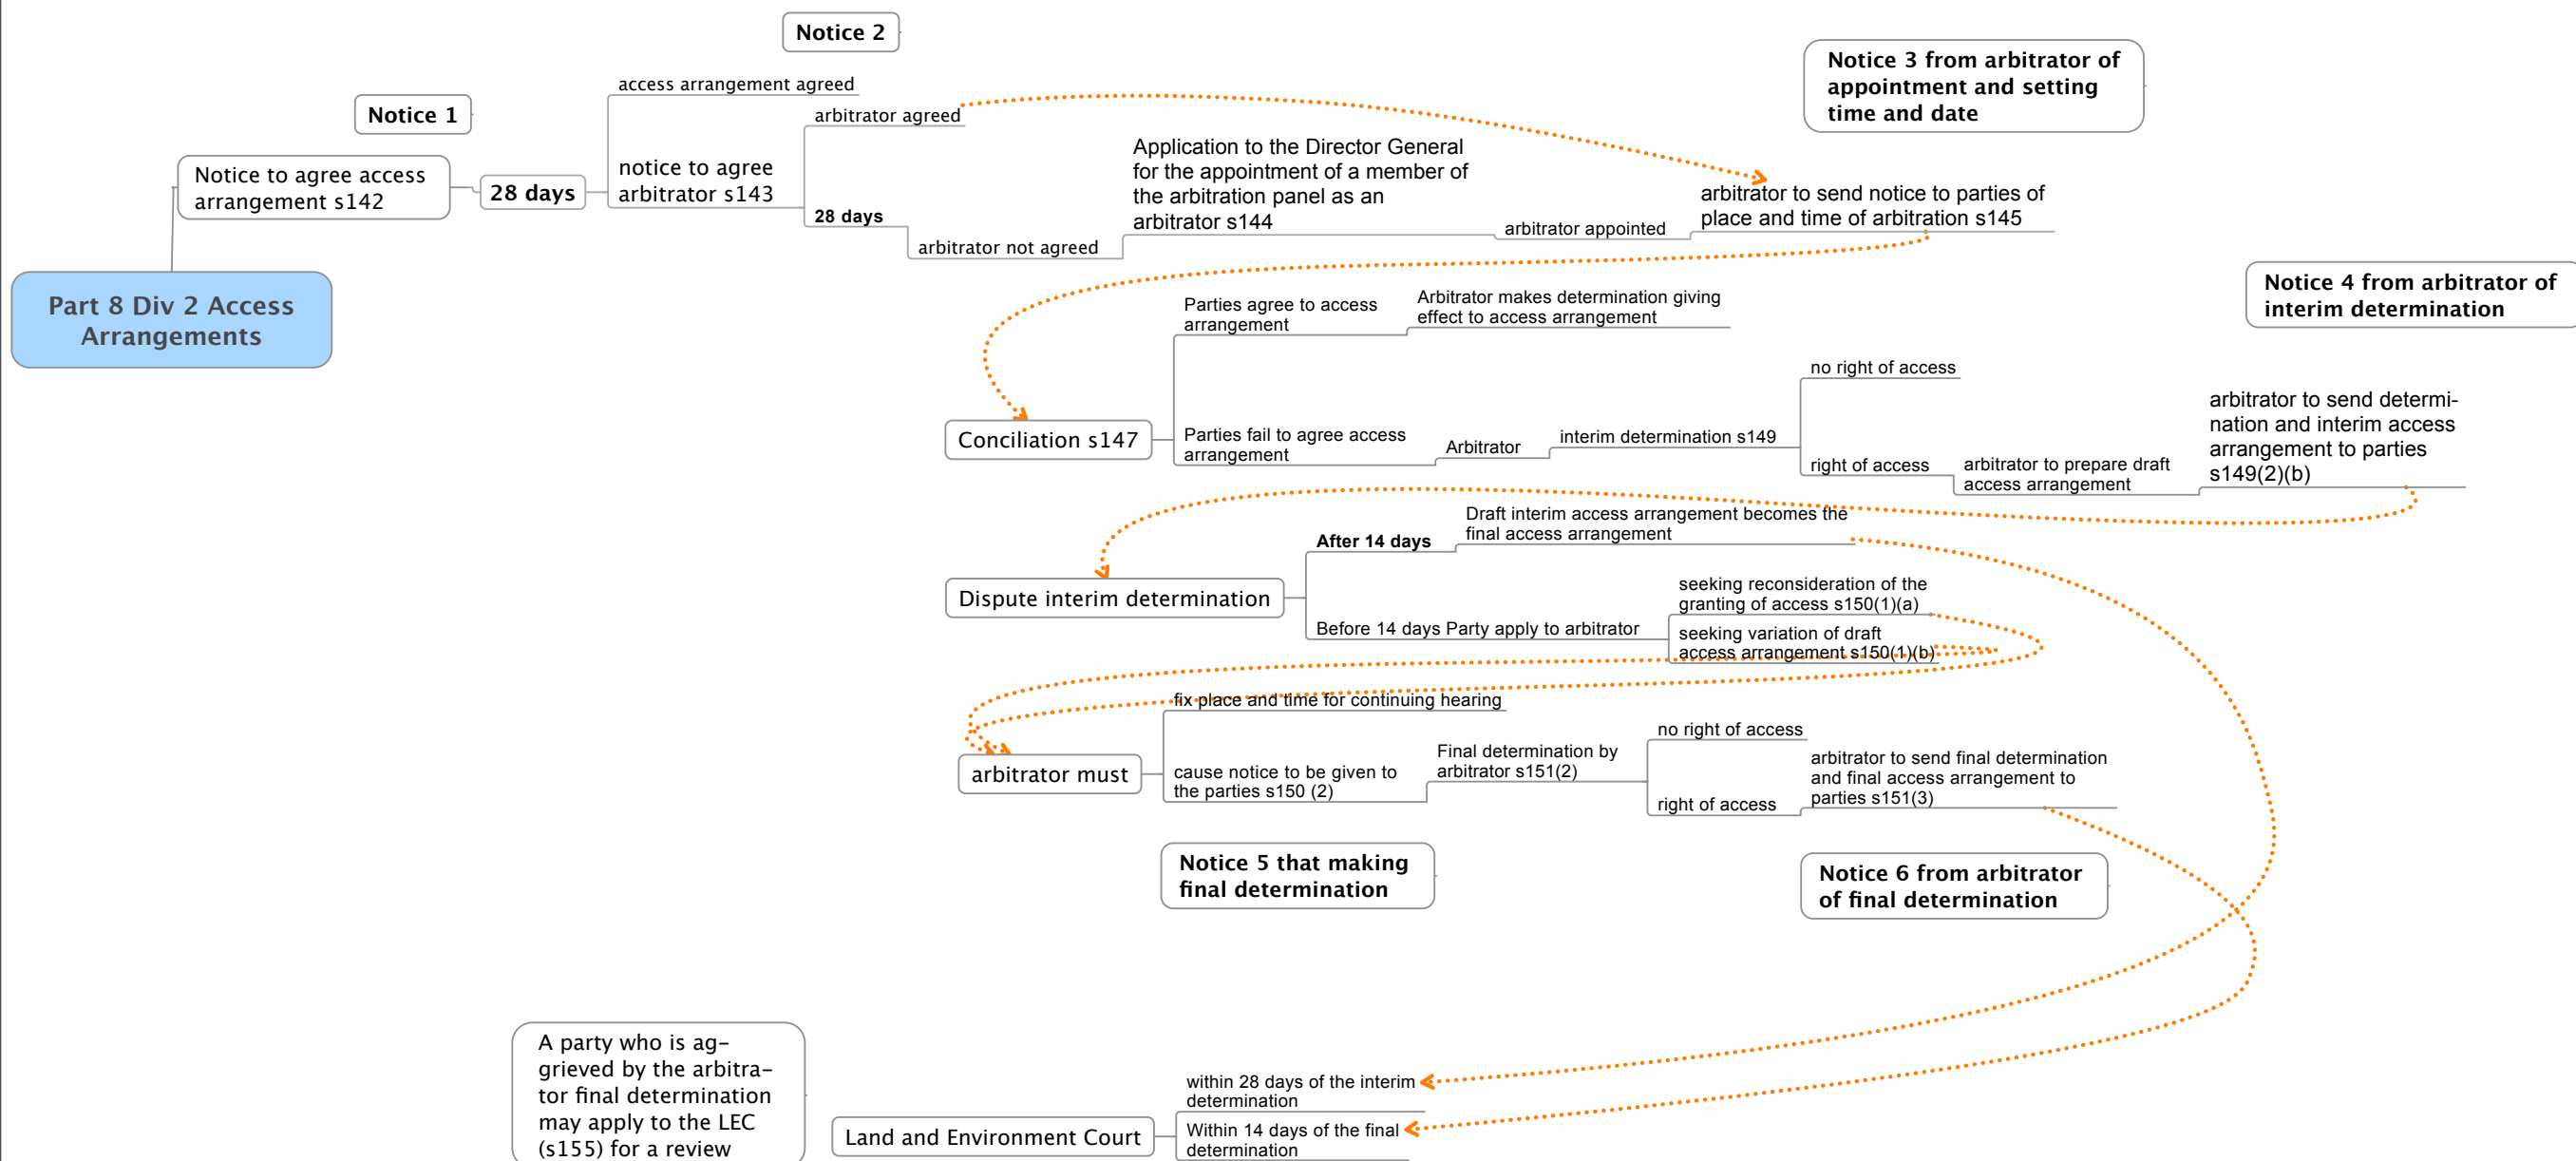 Notice 2
Notice 3 from arbitrator of
appointment and setting
time and date
access arrangement agreed
Notice 1
arbitrator agreed
Application to the Director General
for the appointment of a member of
the arbitration panel as an
arbitrator s144
Notice to agree access
arrangement s142
28 days
notice to agree
arbitrator s143
28 days
arbitrator not agreed
arbitrator appointed
arbitrator to send notice to parties of
place and time of arbitration s145
Part 8 Div 2 Access
Arrangements
Notice 4 from arbitrator of
interim determination
Parties agree to access
arrangement
Arbitrator makes determination giving
effect to access arrangement
no right of access
arbitrator to send determi-
nation and interim access
arrangement to parties
s149(2)(b)
Conciliation s147
Parties fail to agree access
arrangement
Arbitrator
interim determination s149
right of access
arbitrator to prepare draft
access arrangement
After 14 days
Draft interim access arrangement becomes the
final access arrangement
Dispute interim determination
Before 14 days Party apply to arbitrator
seeking reconsideration of the
granting of access s150(1)(a)
seeking variation of draft
access arrangement s150(1)(b)
fix place and time for continuing hearing
arbitrator must
cause notice to be given to
the parties s150 (2)
Final determination by
arbitrator s151(2)
no right of access
right of access
arbitrator to send final determination
and final access arrangement to
parties s151(3)
Notice 5 that making
final determination
Notice 6 from arbitrator
of final determination
A party who is ag-
grieved by the arbitra-
tor final determination
may apply to the LEC
(s155) for a review
Land and Environment Court
within 28 days of the interim
determination
Within 14 days of the final
determination